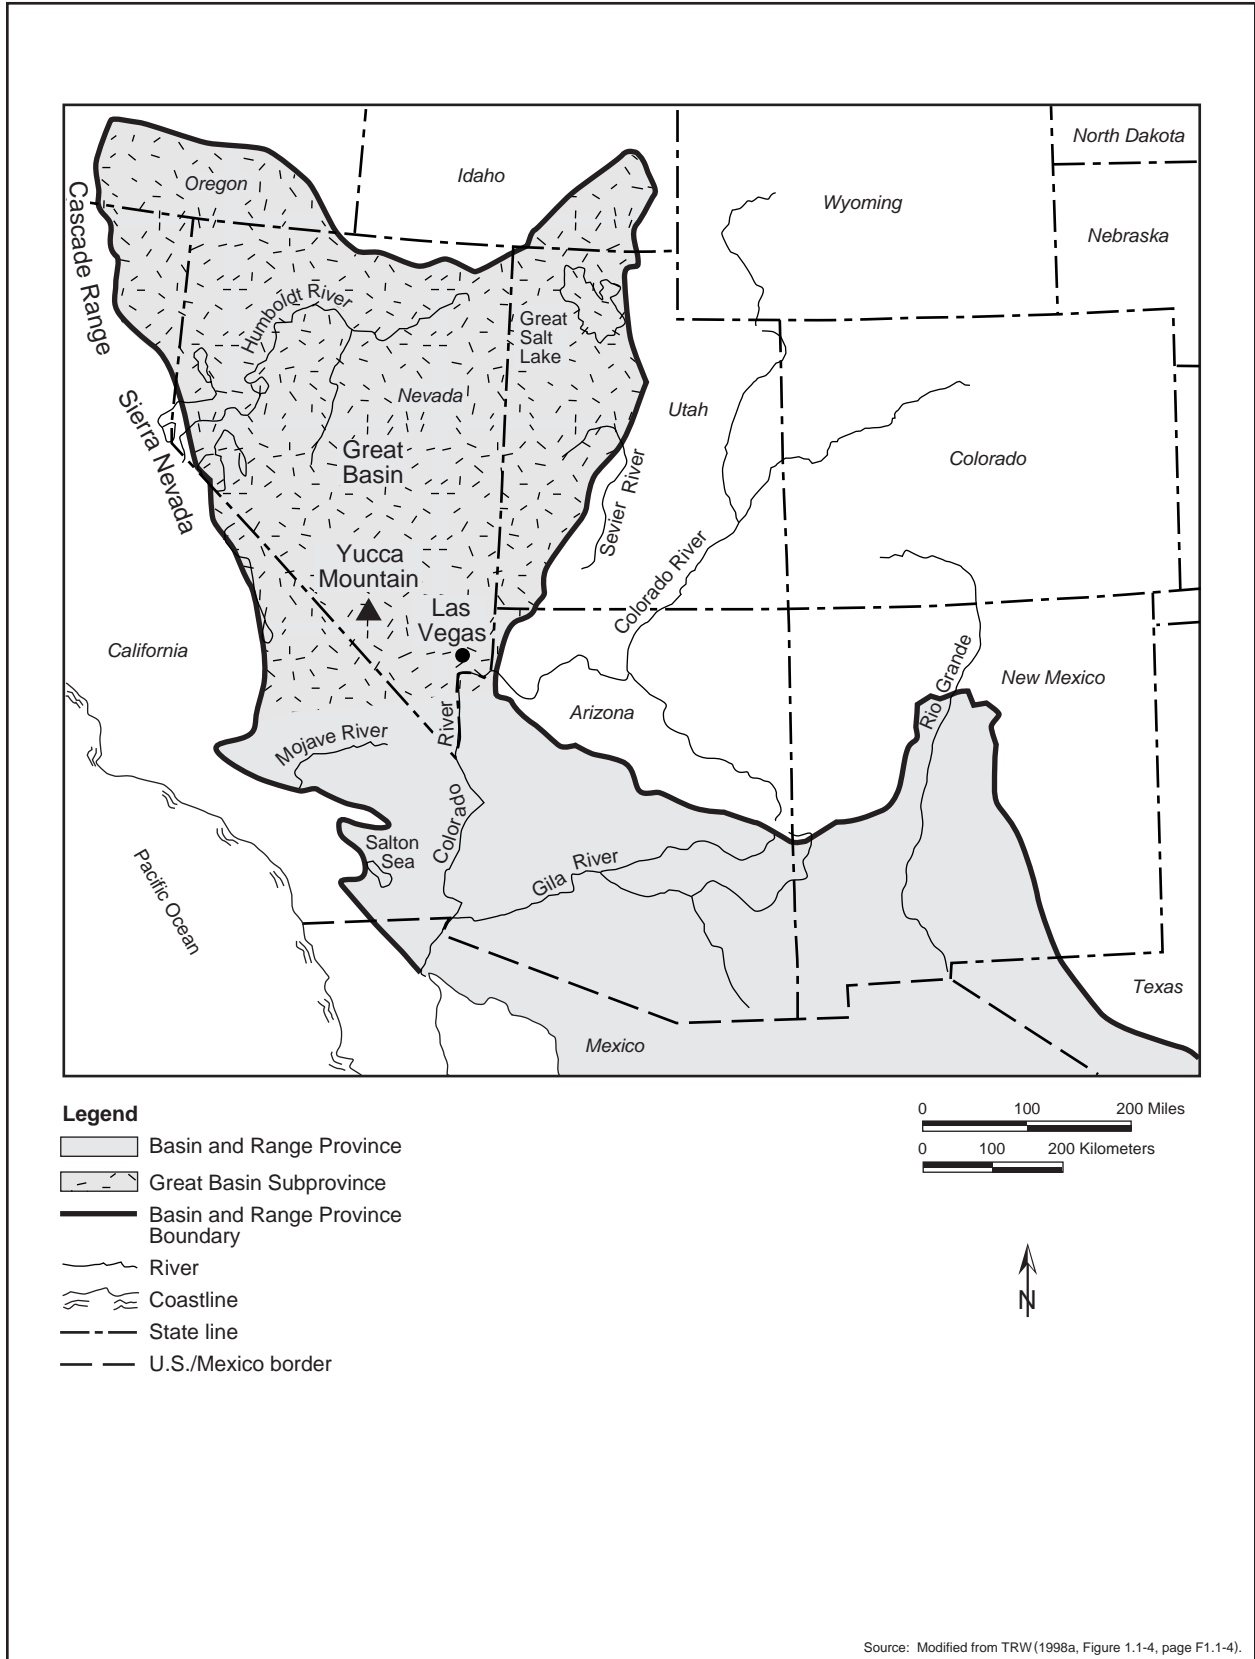 North Dakota
Idaho
Oregon
Wyoming
Nebraska
Cascade Range
Humboldt River
Great
Salt
Lake
Nevada
Utah
Sierra Nevada
Great
Basin
Colorado
Sevier River
Yucca
Mountain
Colorado River
Las
Vegas
California
Rio Grande
New Mexico
Arizona
Mojave River
Colorado River
Salton
Sea
Gila River
Pacific Ocean
Texas
Mexico
Legend
Basin and Range Province
Great Basin Subprovince
Basin and Range Province
Boundary
River
Coastline
State line
U.S./Mexico border
0 100 200 Miles
0 100 200 Kilometers
N
Source: Modified from TRW (1998a, Figure 1.1-4, page F1.1-4).